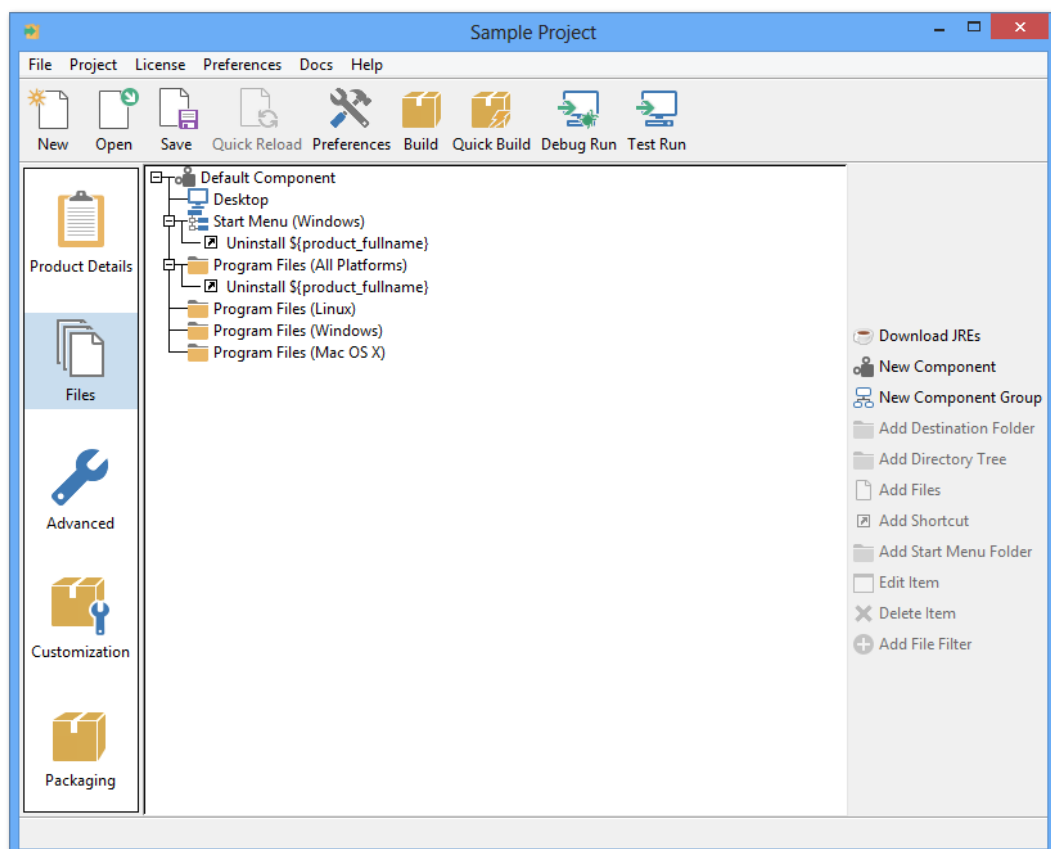 Sample Project
File Project License Preferences Docs Help
New Open Save Quick Reload Preferences Build Quick Build Debug Run Test Run
Product Details
Files
Advanced
Customization
Packaging
Default Component
Desktop
Start Menu (Windows)
Uninstall ${product_fullname}
Program Files (All Platforms)
Uninstall ${product_fullname}
Program Files (Linux)
Program Files (Windows)
Program Files (Mac OS X)
Download JREs
New Component
New Component Group
Add Destination Folder
Add Directory Tree
Add Files
Add Shortcut
Add Start Menu Folder
Edit Item
Delete Item
Add File Filter